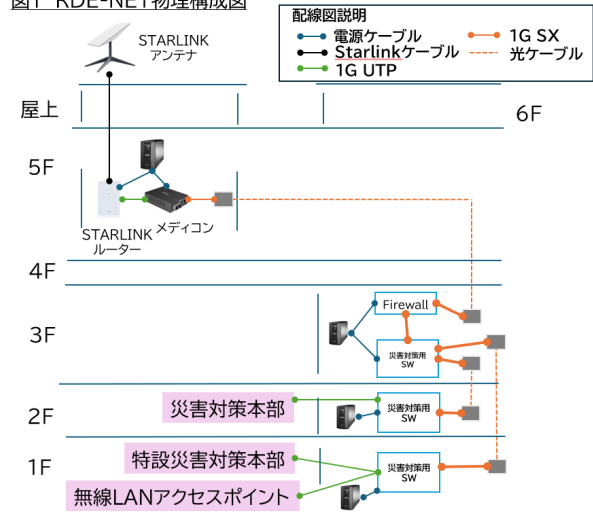 図1 RDE-NET物理構成図
配線図説明
電源ケーブル
1G SX
Starlinkケーブル
光ケーブル
1G UTP
STARLINK
アンテナ
屋上
6F
5F
STARLINK
ルーター
メディコン
4F
3F
Firewall
災害対策用
SW
2F
災害対策本部
災害対策用
SW
1F
特設災害対策本部
無線LANアクセスポイント
災害対策用
SW